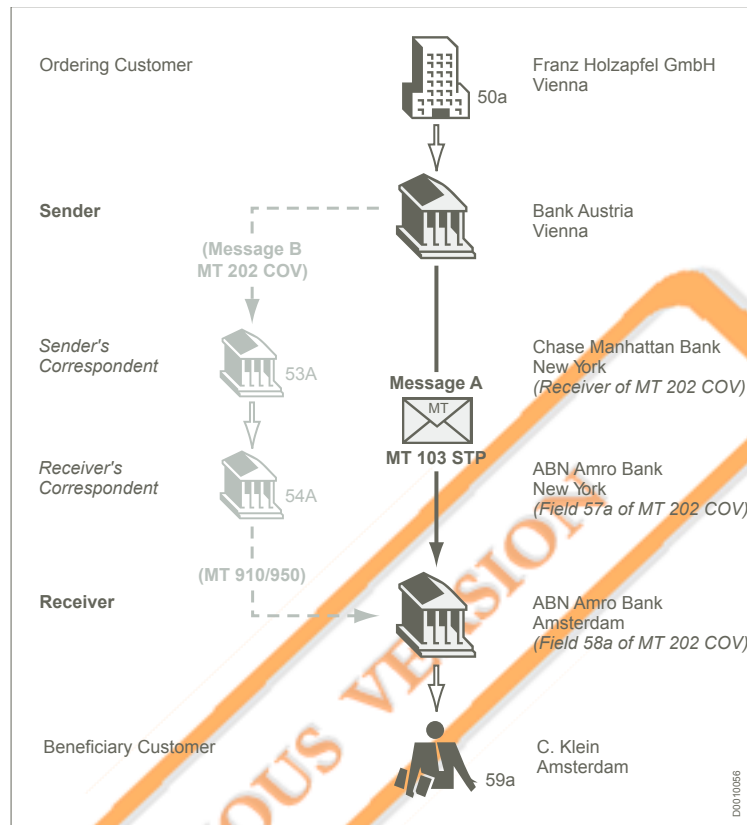 Ordering Customer
50a
Franz Holzapfel GmbH
Vienna
Sender
Bank Austria
Vienna
(Message B
MT 202 COV)
Sender's
Correspondent
53A
Chase Manhattan Bank
New York
(Receiver of MT 202 COV)
Message A
MT
MT 103 STP
Receiver's
Correspondent
54A
ABN Amro Bank
New York
(Field 57a of MT 202 COV)
(MT 910/950)
Receiver
ABN Amro Bank
Amsterdam
(Field 58a of MT 202 COV)
Beneficiary Customer
59a
C. Klein
Amsterdam
D0010056
OUS VERSION